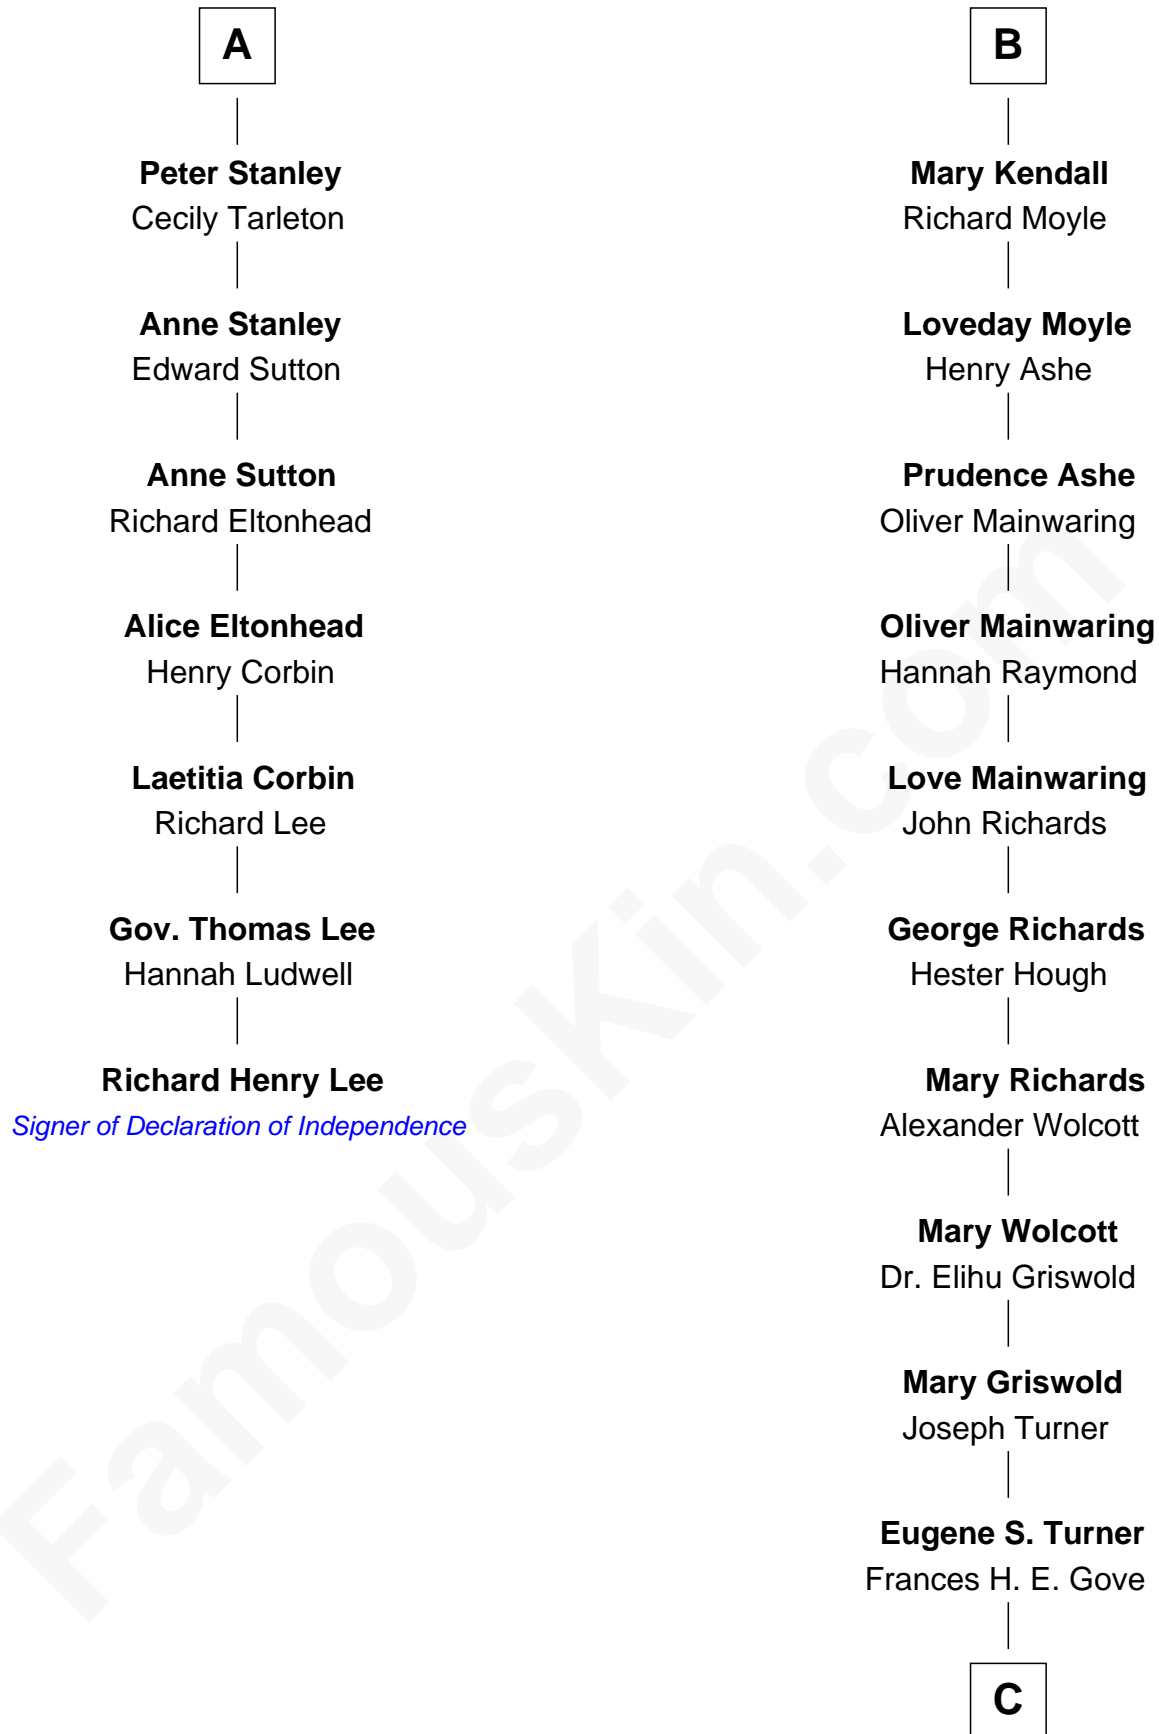 A
Peter Stanley
Cecily Tarleton
Anne Stanley
Edward Sutton
Anne Sutton
Richard Eltonhead
Alice Eltonhead
Henry Corbin
Laetitia Corbin
Richard Lee
Gov. Thomas Lee
Hannah Ludwell
Richard Henry Lee
Signer of Declaration of Independence
B
Mary Kendall
Richard Moyle
Loveday Moyle
Henry Ashe
Prudence Ashe
Oliver Mainwaring
Oliver Mainwaring
Hannah Raymond
Love Mainwaring
John Richards
George Richards
Hester Hough
Mary Richards
Alexander Wolcott
Mary Wolcott
Dr. Elihu Griswold
Mary Griswold
Joseph Turner
Eugene S. Turner
Frances H. E. Gove
C
FamousKin.com